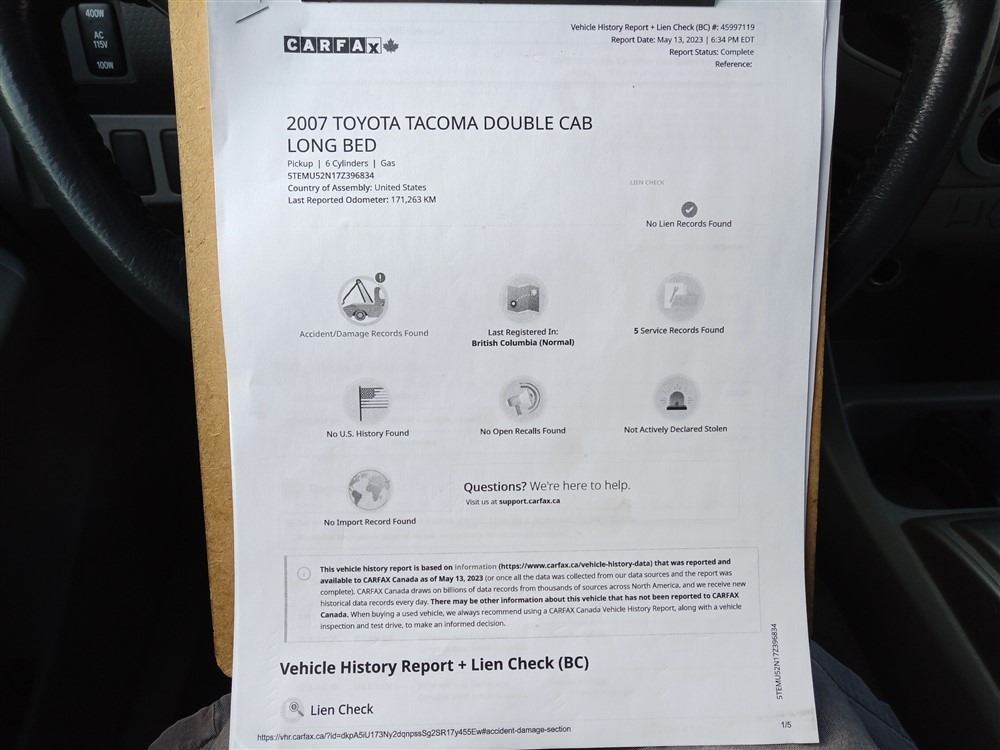 400W
AC
115V
100W
CARFAX
Vehicle History Report + Lien Check (BC) #: 45997119
Report Date: May 13, 2023 | 6:34 PM EDT
Report Status: Complete
Reference:
2007 TOYOTA TACOMA DOUBLE CAB
LONG BED
Pickup | 6 Cylinders | Gas
5TEMU52N17Z396834
Country of Assembly: United States
Last Reported Odometer: 171,263 KM
LIEN CHECK
No Lien Records Found
Accident/Damage Records Found
Last Registered In:
British Columbia (Normal)
5 Service Records Found
No U.S. History Found
No Open Recalls Found
Not Actively Declared Stolen
No Import Record Found
Questions? We're here to help.
Visit us at support.carfax.ca
This vehicle history report is based on information (https://www.carfax.ca/vehicle-history-data) that was reported and
available to CARFAX Canada as of May 13, 2023 (or once all the data was collected from our data sources and the report was
complete). CARFAX Canada draws on billions of data records from thousands of sources across North America, and we receive new
historical data records every day. There may be other information about this vehicle that has not been reported to CARFAX
Canada. When buying a used vehicle, we always recommend using a CARFAX Canada Vehicle History Report, along with a vehicle
inspection and test drive, to make an informed decision.
5TEMU52N17Z396834
Vehicle History Report + Lien Check (BC)
Lien Check
https://vhr.carfax.ca/?id=dkpA5iU173Ny2dqnpssSg2SR17y455Ew#accident-damage-section
1/5